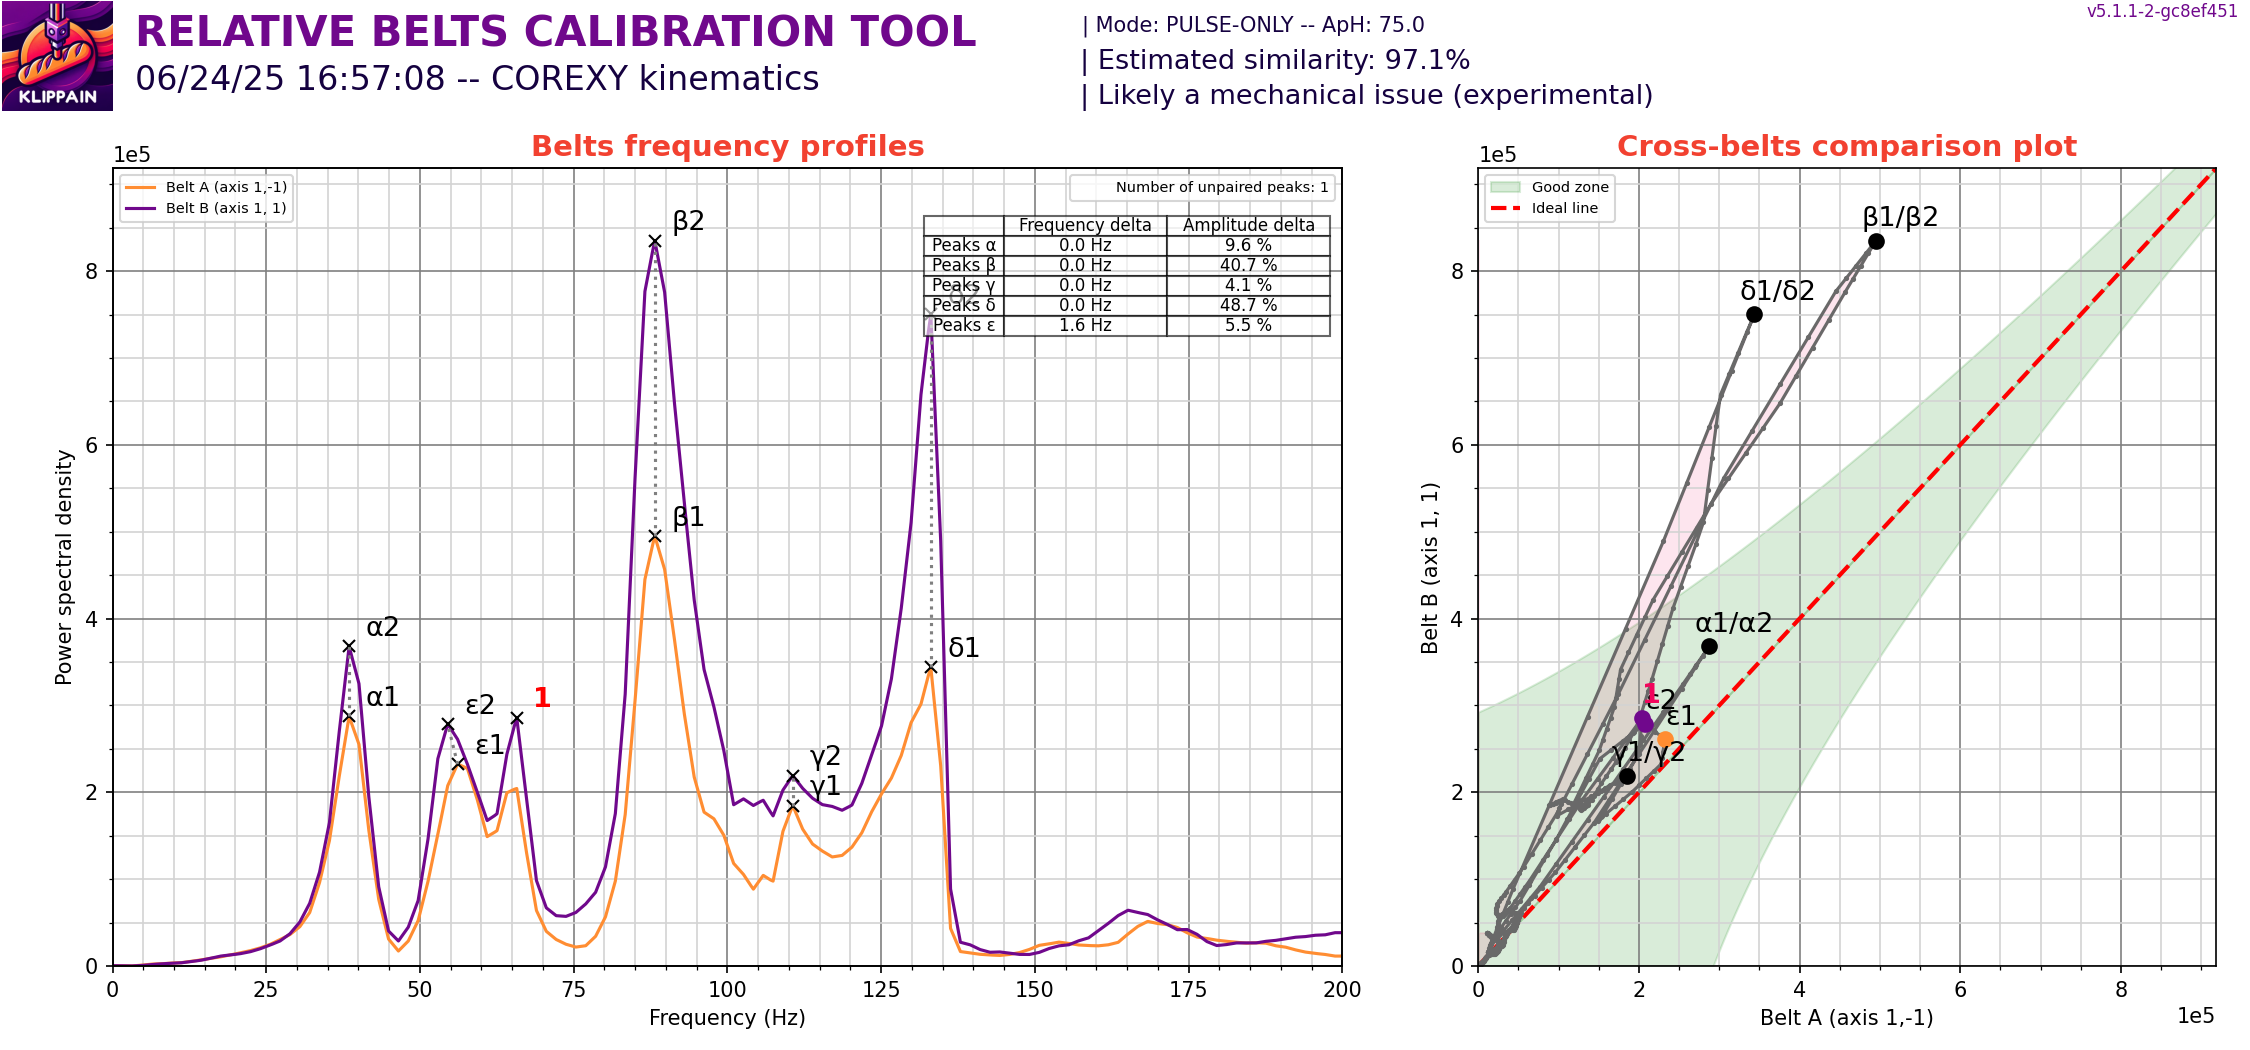 KLIPPAIN
RELATIVE BELTS CALIBRATION TOOL
06/24/25 16:57:08 -- COREXY kinematics
| Mode: PULSE-ONLY -- ApH: 75.0
| Estimated similarity: 97.1%
| Likely a mechanical issue (experimental)
v5.1.1-2-gc8ef451
Belts frequency profiles
1e5
Belt A (axis 1,-1)
Belt B (axis 1, 1)
Number of unpaired peaks: 1
Frequency delta Amplitude delta
Peaks α 0.0 Hz 9.6 %
Peaks β 0.0 Hz 40.7 %
Peaks γ 0.0 Hz 4.1 %
Peaks δ 0.0 Hz 48.7 %
Peaks ε 1.6 Hz 5.5 %
β2
β1
δ2
δ1
α2
α1
ε2
ε1
1
γ2
γ1
8
6
4
2
0
Power spectral density
0 25 50 75 100 125 150 175 200
Frequency (Hz)
Cross-belts comparison plot
1e5
Good zone
Ideal line
β1/β2
δ1/δ2
α1/α2
1
ε2
ε1
γ1/γ2
8
6
4
2
0
Belt B (axis 1, 1)
0 2 4 6 8
1e5
Belt A (axis 1,-1)